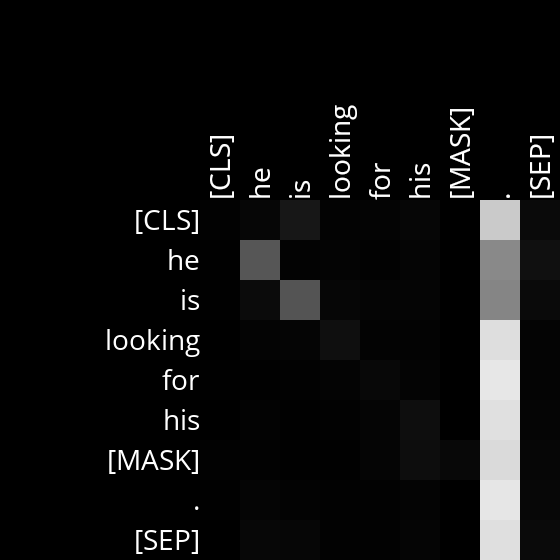 [CLS] he is looking for his [MASK] . [SEP]
[CLS]
he
is
looking
for
his
[MASK]
.
[SEP]